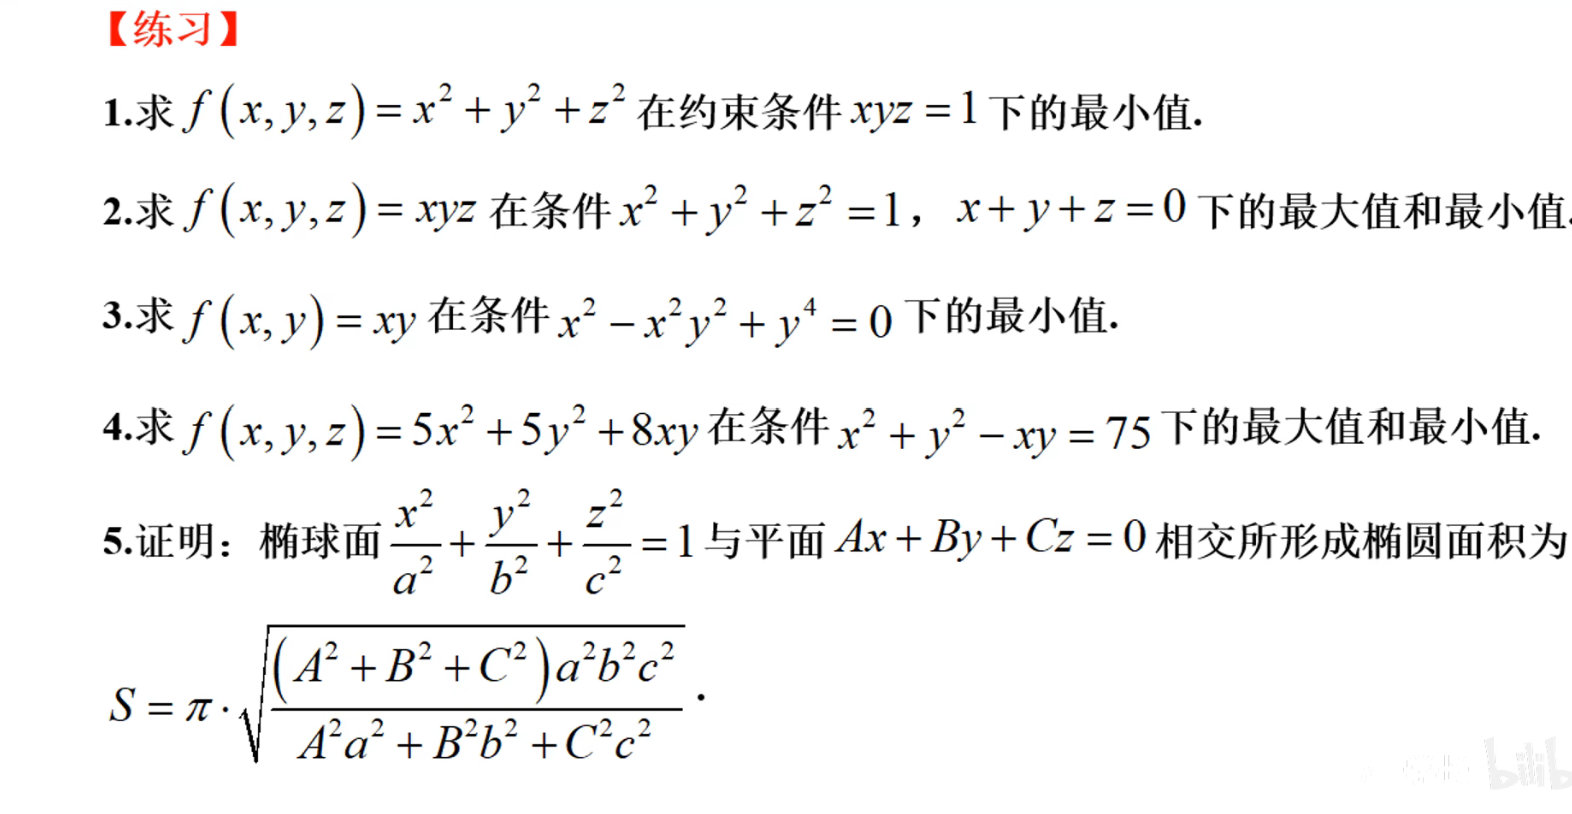 【练习】
1.求 f(x,y,z)=x²+y²+z² 在约束条件 xyz=1 下的最小值.
2.求 f(x,y,z)=xyz 在条件 x²+y²+z²=1， x+y+z=0 下的最大值和最小值.
3.求 f(x,y)=xy 在条件 x²−x²y²+y⁴=0 下的最小值.
4.求 f(x,y,z)=5x²+5y²+8xy 在条件 x²+y²−xy=75 下的最大值和最小值.
5.证明：椭球面 x²/a²+y²/b²+z²/c²=1 与平面 Ax+By+Cz=0 相交所形成椭圆面积为
S=π·√((A²+B²+C²)a²b²c²/(A²a²+B²b²+C²c²)).
bilib